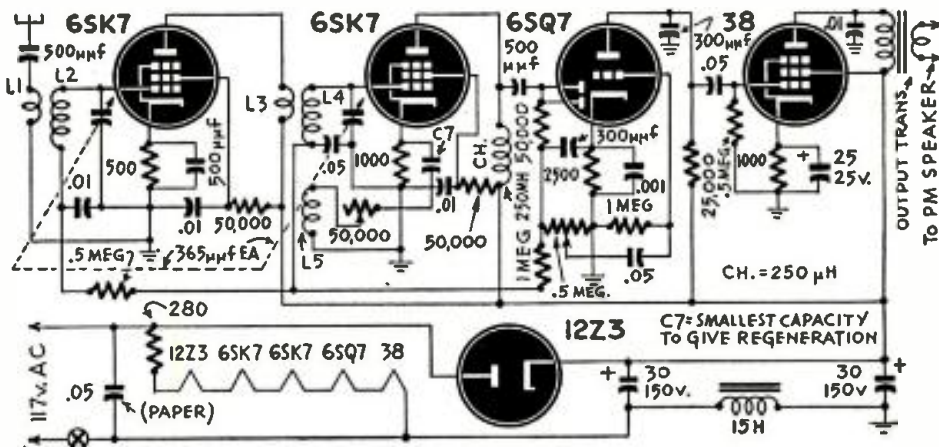 6SK7
6SK7
6SQ7
38
500μμf
L1
L2
L3
L4
500
μμf
300μμf
.01
OUTPUT TRANS.
TO PM SPEAKER
.05
500
500μμf
.05
1000
C7
CH.
50,000
2500
300μμf
.001
25,000
.5 MEG.
1000
+
25
25v.
.01
.01
50,000
50,000
.01
50,000
1 MEG
250MH
1 MEG
.5 MEG?
365μμf EA
L5
.5 MEG.
.05
CH. = 250 μH
280
12Z3 6SK7 6SK7 6SQ7 38
12Z3
C7= SMALLEST CAPACITY
TO GIVE REGENERATION
117v. AC
.05
(PAPER)
+
30
150v.
15H
30
+
150v.